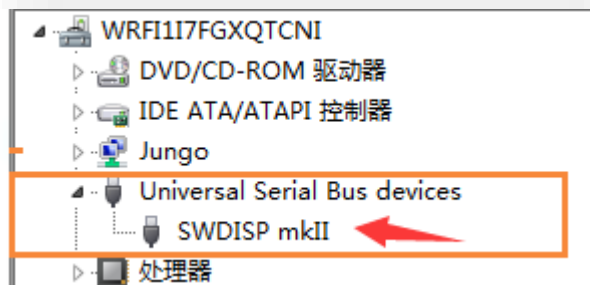 WRFI1I7FGXQTCNI
DVD/CD-ROM 驱动器
IDE ATA/ATAPI 控制器
Jungo
Universal Serial Bus devices
SWDISP mkII
处理器